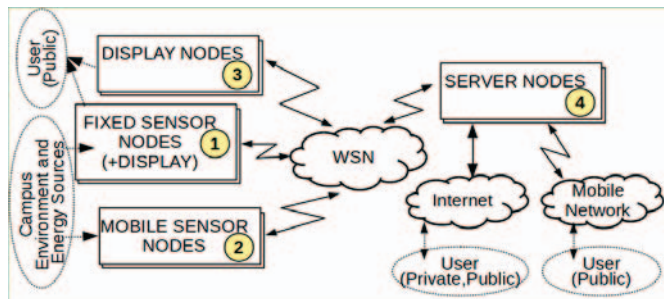 User
(Public)
DISPLAY NODES
3
FIXED SENSOR
NODES
(+DISPLAY)
1
Campus
Environment and
Energy Sources
MOBILE SENSOR
NODES
2
WSN
SERVER NODES
4
Internet
Mobile
Network
User
(Private,Public)
User
(Public)